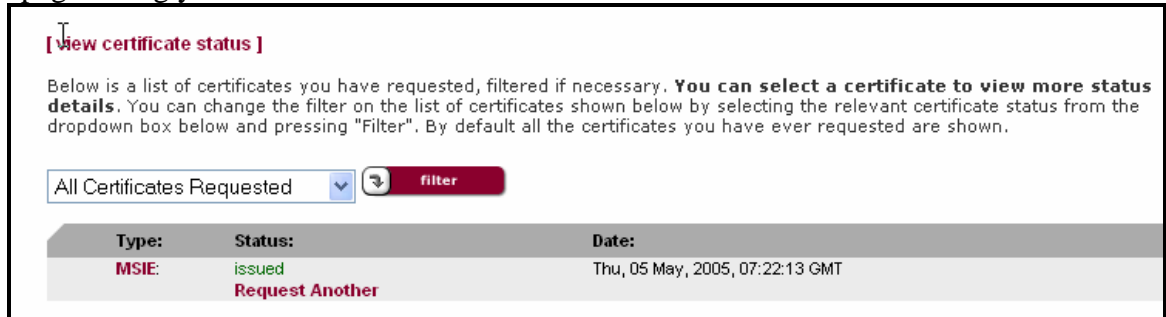 [ view certificate status ]
Below is a list of certificates you have requested, filtered if necessary. You can select a certificate to view more status
details. You can change the filter on the list of certificates shown below by selecting the relevant certificate status from the
dropdown box below and pressing "Filter". By default all the certificates you have ever requested are shown.
All Certificates Requested filter
Type: Status: Date:
MSIE: issued Thu, 05 May, 2005, 07:22:13 GMT
Request Another